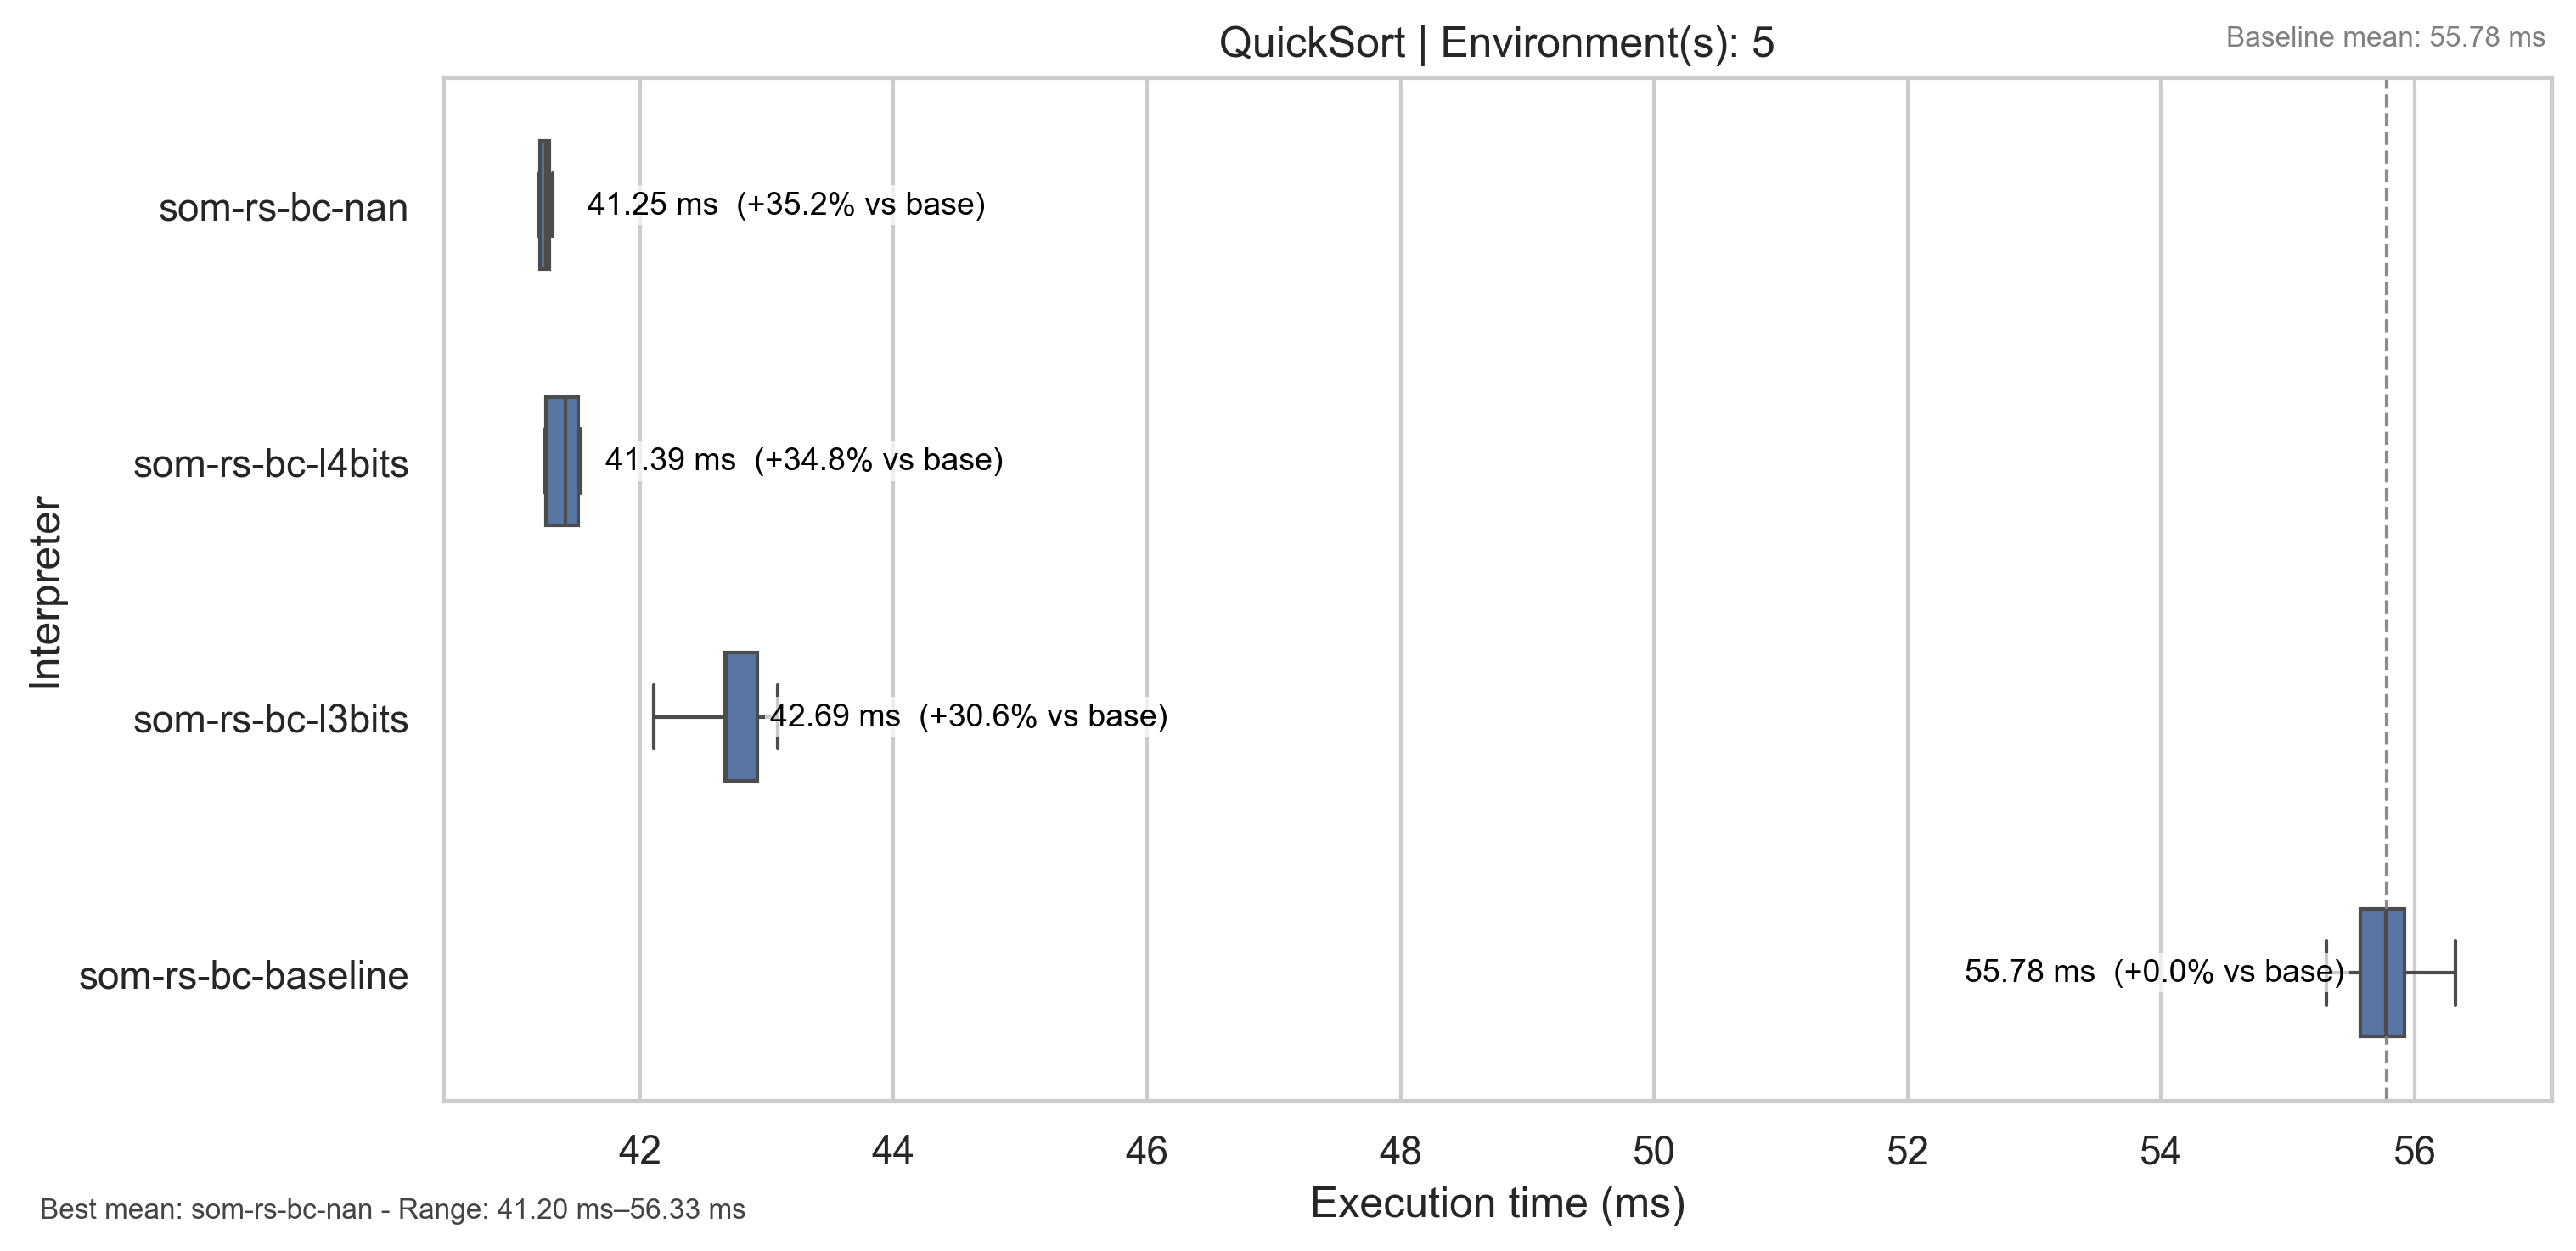 QuickSort | Environment(s): 5
Baseline mean: 55.78 ms
Interpreter
som-rs-bc-nan
41.25 ms (+35.2% vs base)
som-rs-bc-l4bits
41.39 ms (+34.8% vs base)
som-rs-bc-l3bits
42.69 ms (+30.6% vs base)
som-rs-bc-baseline
55.78 ms (+0.0% vs base)
42 44 46 48 50 52 54 56
Execution time (ms)
Best mean: som-rs-bc-nan - Range: 41.20 ms–56.33 ms